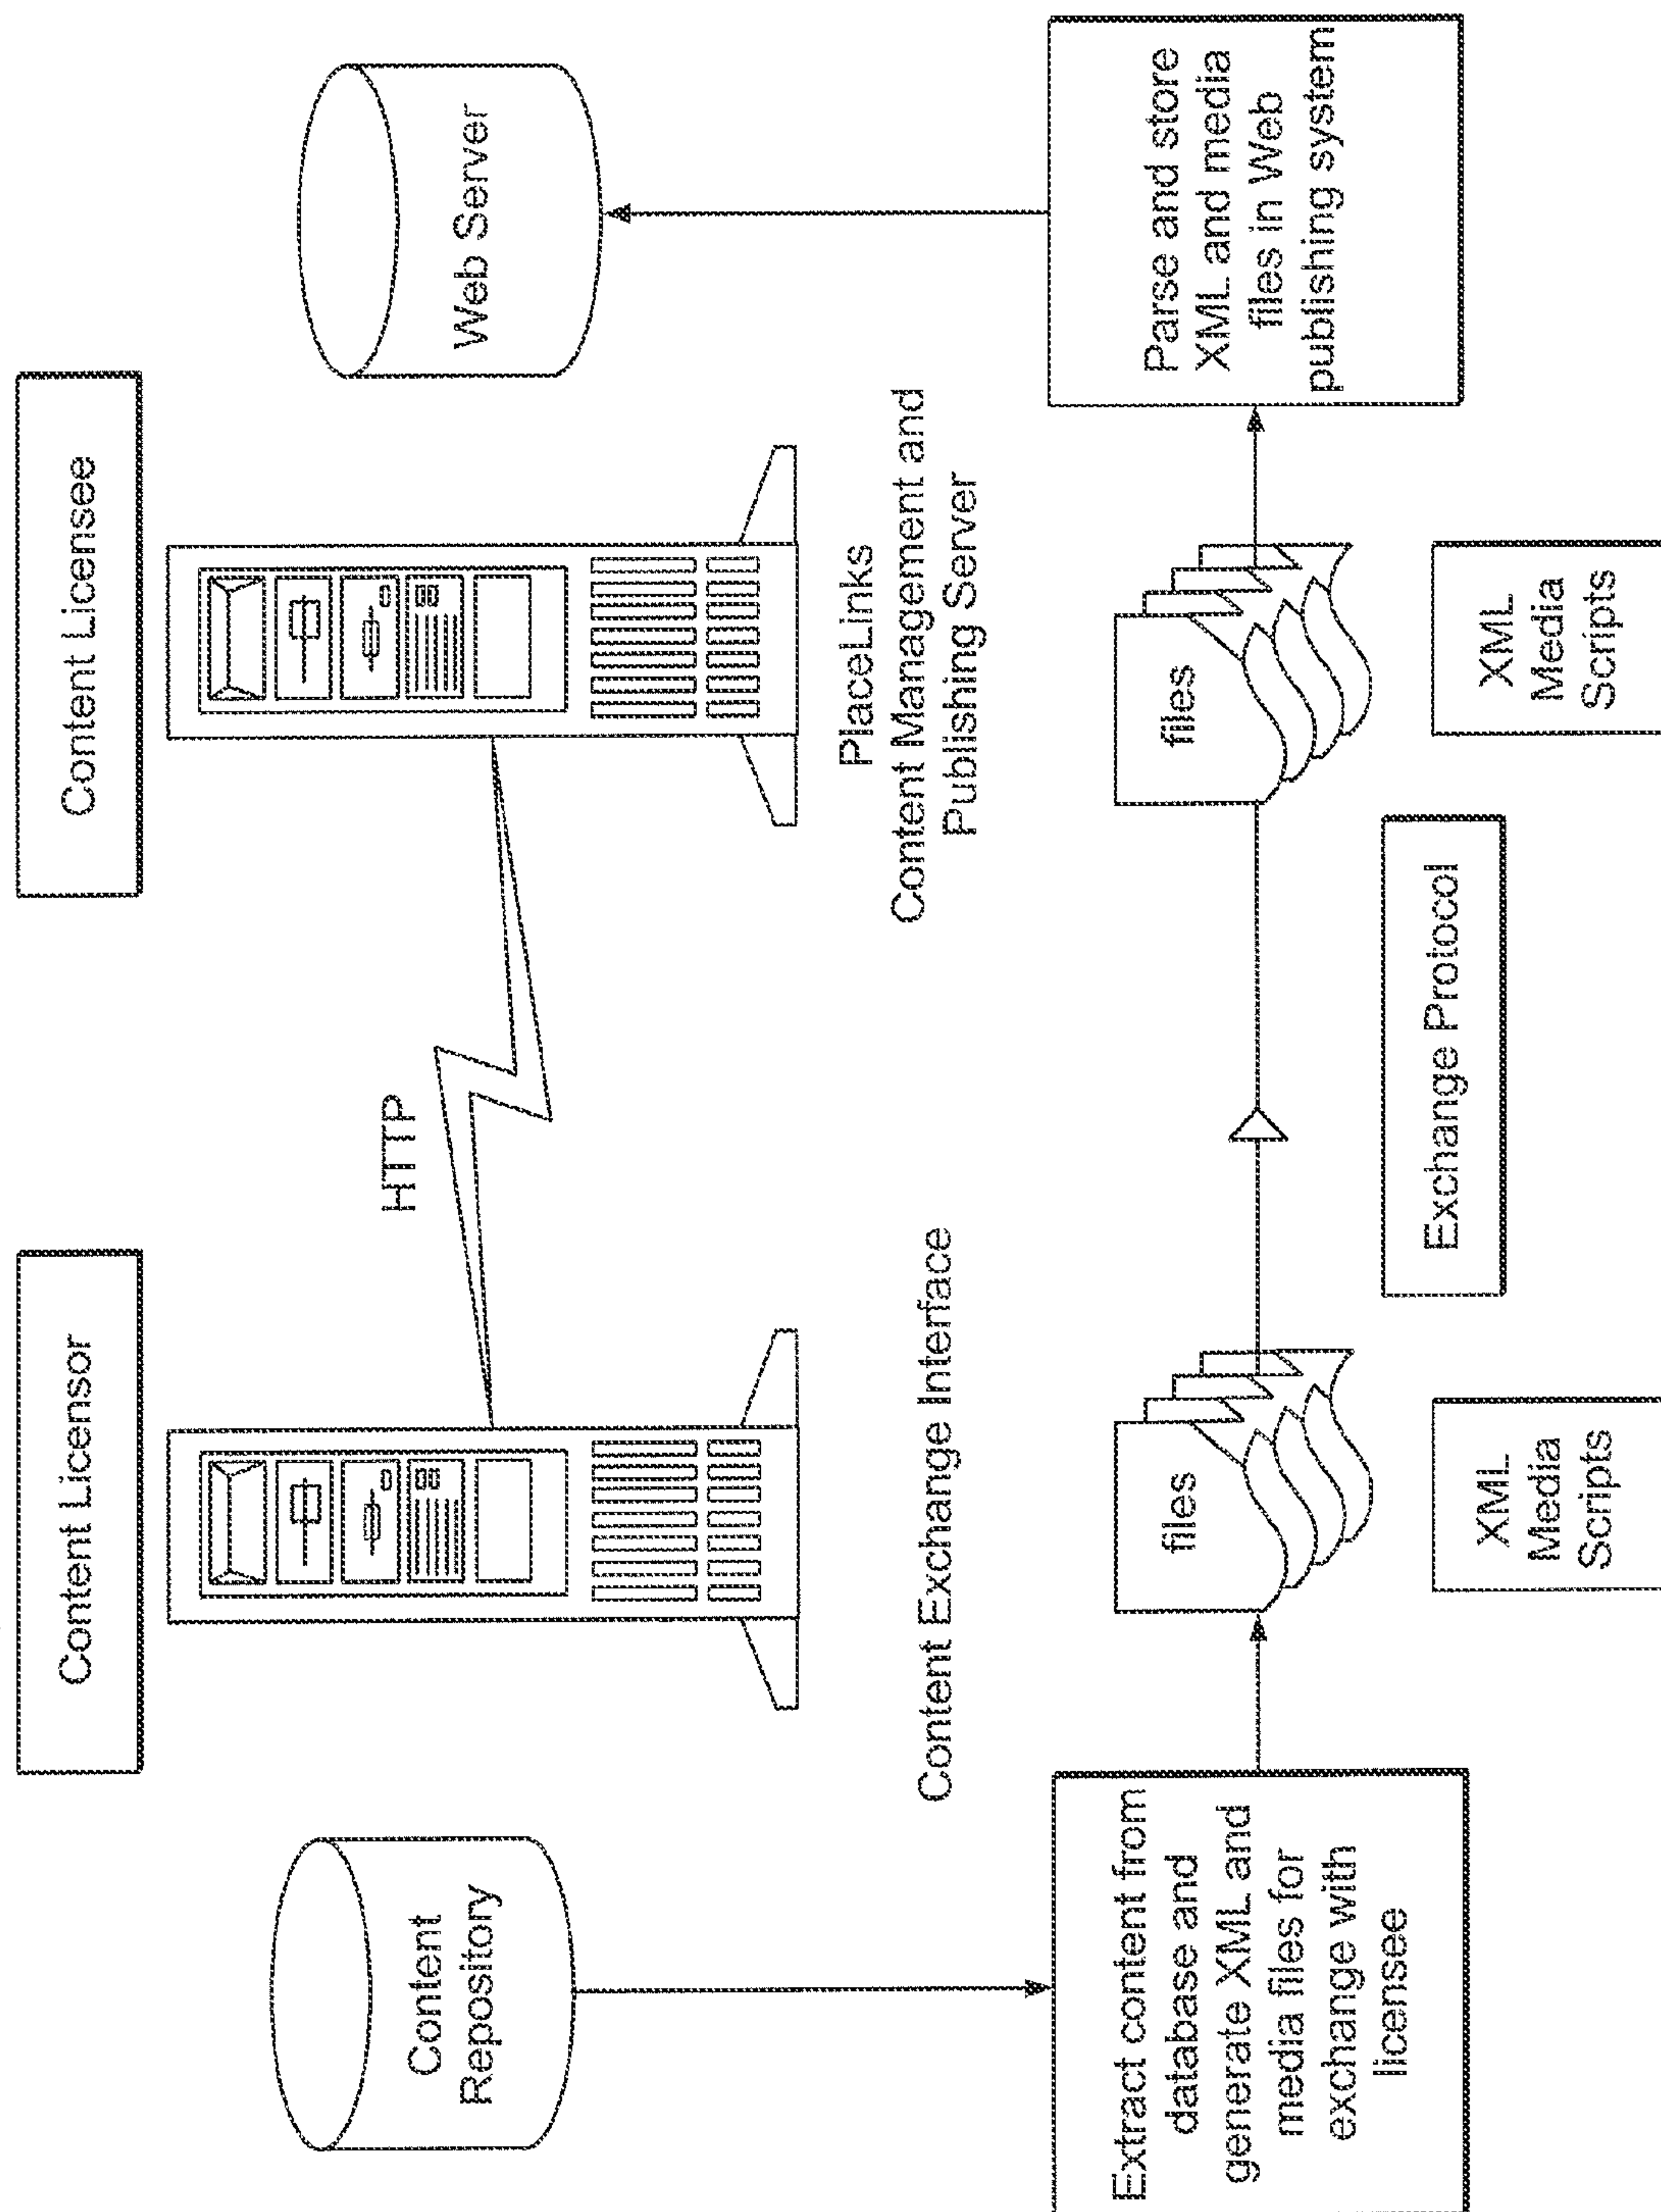 Content Licensor
Content Licensee
Content
Repository
HTTP
Web Server
Content Exchange Interface
PlaceLinks
Content Management and
Publishing Server
Extract content from
database and
generate XML and
media files for
exchange with
licensee
files
files
Parse and store
XML and media
files in Web
publishing system
Exchange Protocol
XML
Media
Scripts
XML
Media
Scripts